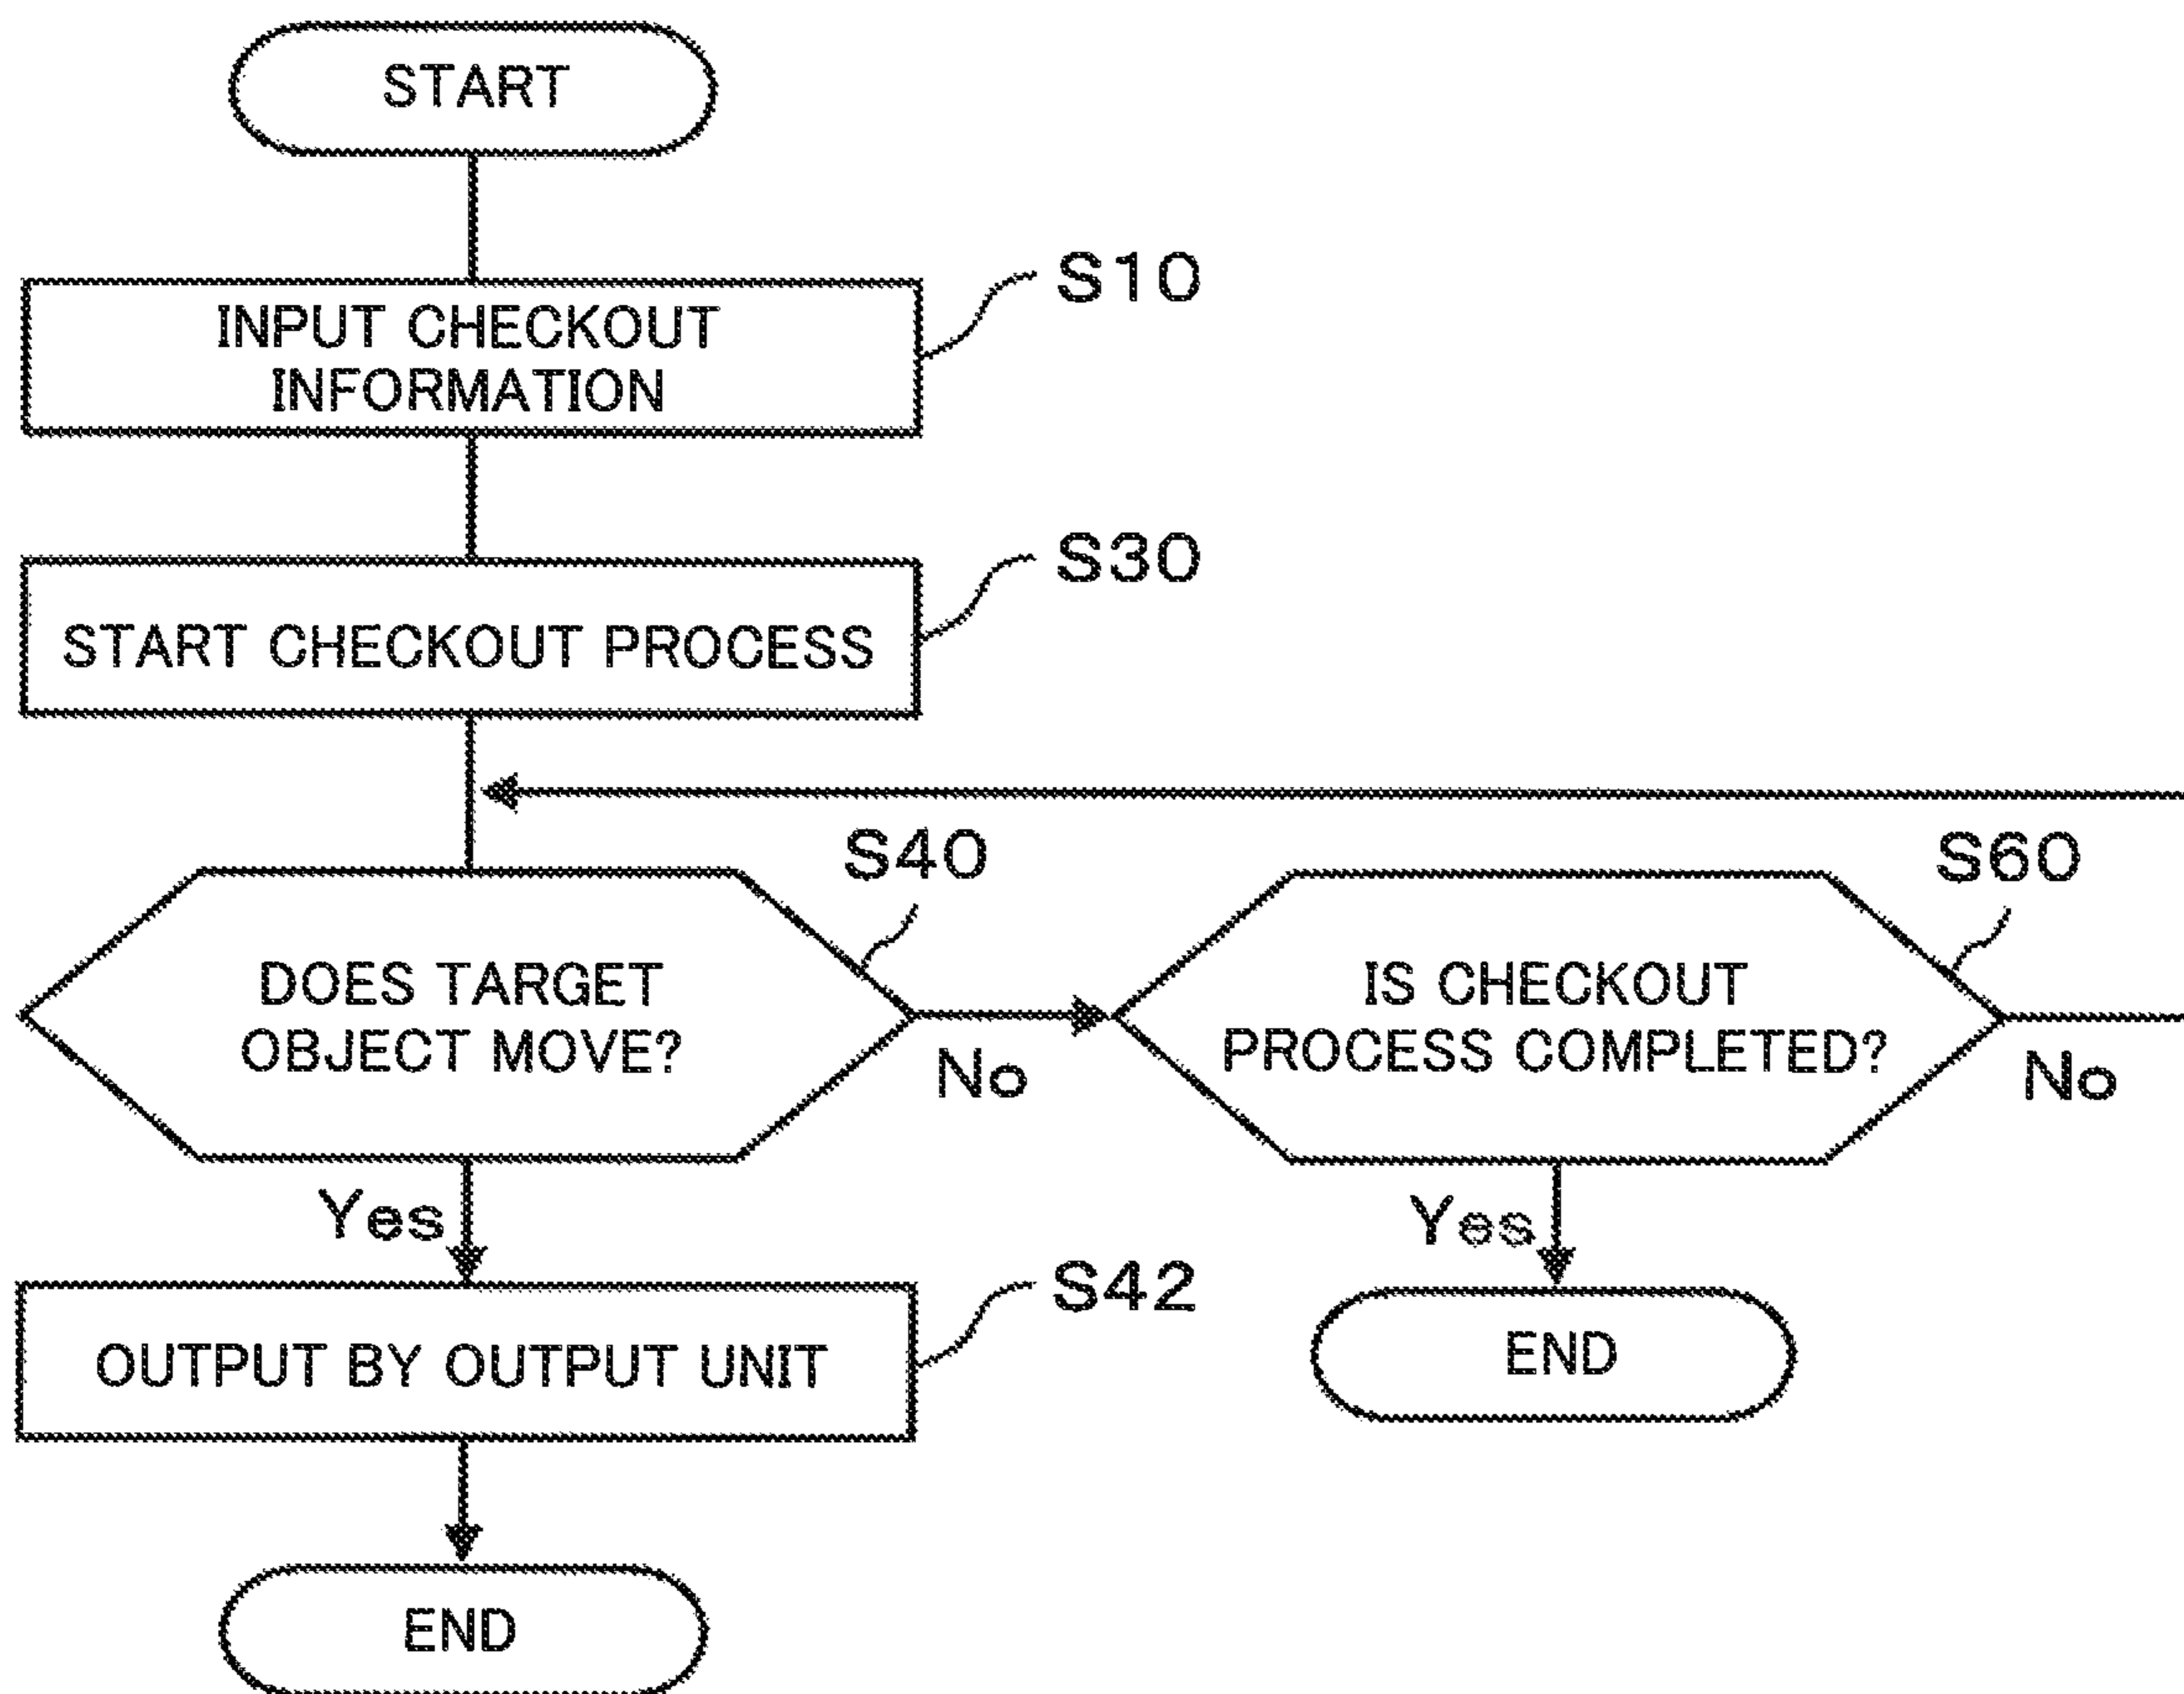 START
S10
INPUT CHECKOUT
INFORMATION
S30
START CHECKOUT PROCESS
S40
S60
DOES TARGET
OBJECT MOVE?
IS CHECKOUT
PROCESS COMPLETED?
No
No
Yes
Yes
S42
OUTPUT BY OUTPUT UNIT
END
END